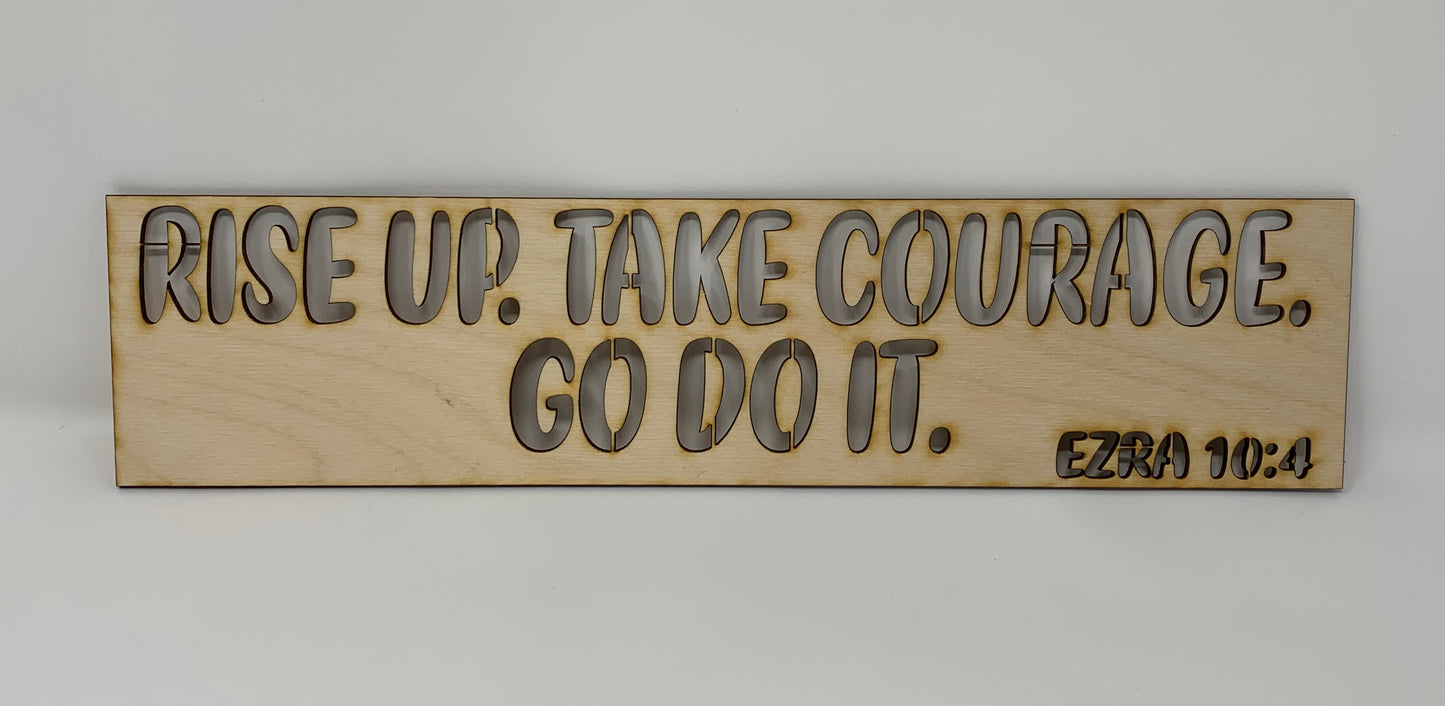 RISE UP. TAKE COURAGE.
GO DO IT.
EZRA 10:4